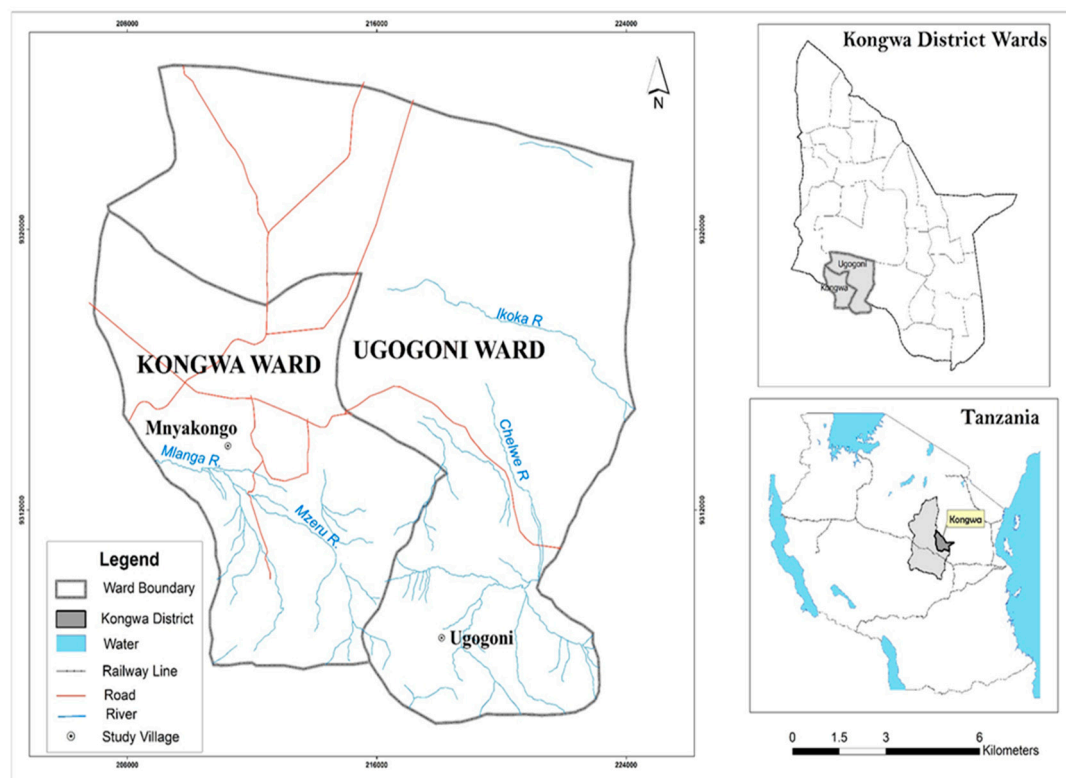 208000 216000 224000
Kongwa District Wards
N
9320000
9320000
Ugogoni
Kongwa
Ikoka R
KONGWA WARD
UGOGONI WARD
Mnyakongo
Mlanga R.
Chelwe R
Mzeru R.
9312000
9312000
Tanzania
Kongwa
Legend
Ward Boundary
Kongwa District
Water
Railway Line
Road
River
Study Village
Ugogoni
208000 216000 224000
0 1.5 3 6
Kilometers